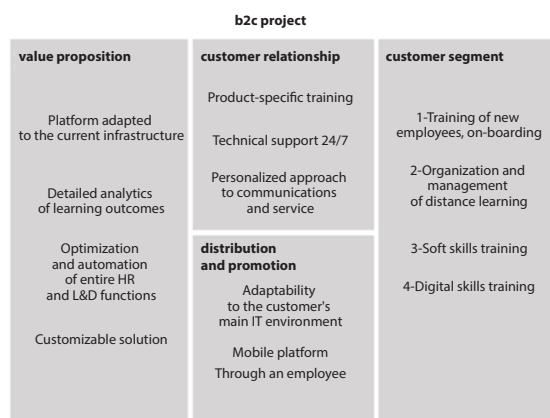 b2c project
value proposition
Platform adapted
to the current infrastructure
Detailed analytics
of learning outcomes
Optimization
and automation
of entire HR
and L&D functions
Customizable solution
customer relationship
Product-specific training
Technical support 24/7
Personalized approach
to communications
and service
distribution
and promotion
Adaptability
to the customer's
main IT environment
Mobile platform
Through an employee
customer segment
1-Training of new
employees, on-boarding
2-Organization and
management
of distance learning
3-Soft skills training
4-Digital skills training